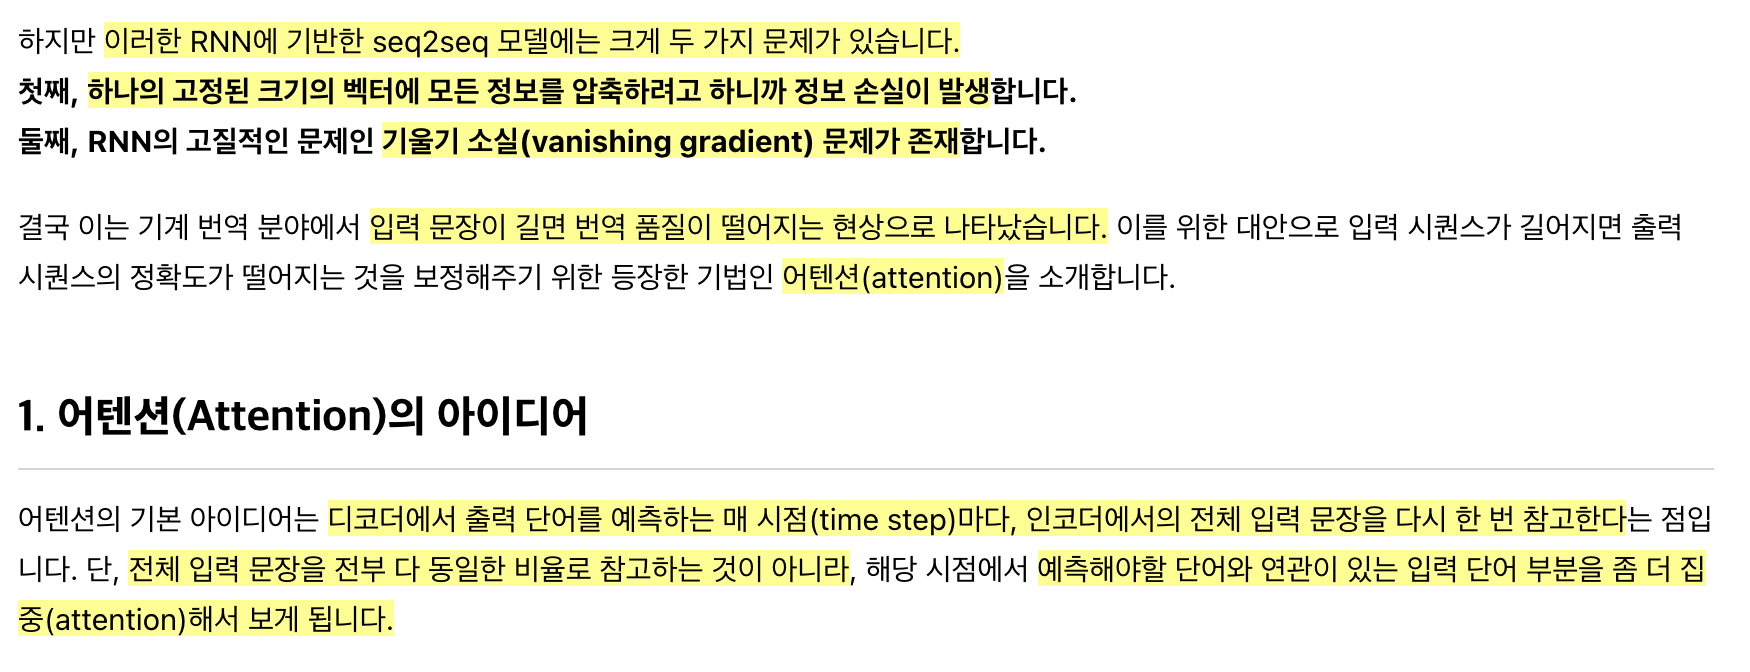 하지만 이러한 RNN에 기반한 seq2seq 모델에는 크게 두 가지 문제가 있습니다.
첫째, 하나의 고정된 크기의 벡터에 모든 정보를 압축하려고 하니까 정보 손실이 발생합니다.
둘째, RNN의 고질적인 문제인 기울기 소실(vanishing gradient) 문제가 존재합니다.
결국 이는 기계 번역 분야에서 입력 문장이 길면 번역 품질이 떨어지는 현상으로 나타났습니다. 이를 위한 대안으로 입력 시퀀스가 길어지면 출력
시퀀스의 정확도가 떨어지는 것을 보정해주기 위한 등장한 기법인 어텐션(attention)을 소개합니다.
1. 어텐션(Attention)의 아이디어
어텐션의 기본 아이디어는 디코더에서 출력 단어를 예측하는 매 시점(time step)마다, 인코더에서의 전체 입력 문장을 다시 한 번 참고한다는 점입
니다. 단, 전체 입력 문장을 전부 다 동일한 비율로 참고하는 것이 아니라, 해당 시점에서 예측해야할 단어와 연관이 있는 입력 단어 부분을 좀 더 집
중(attention)해서 보게 됩니다.